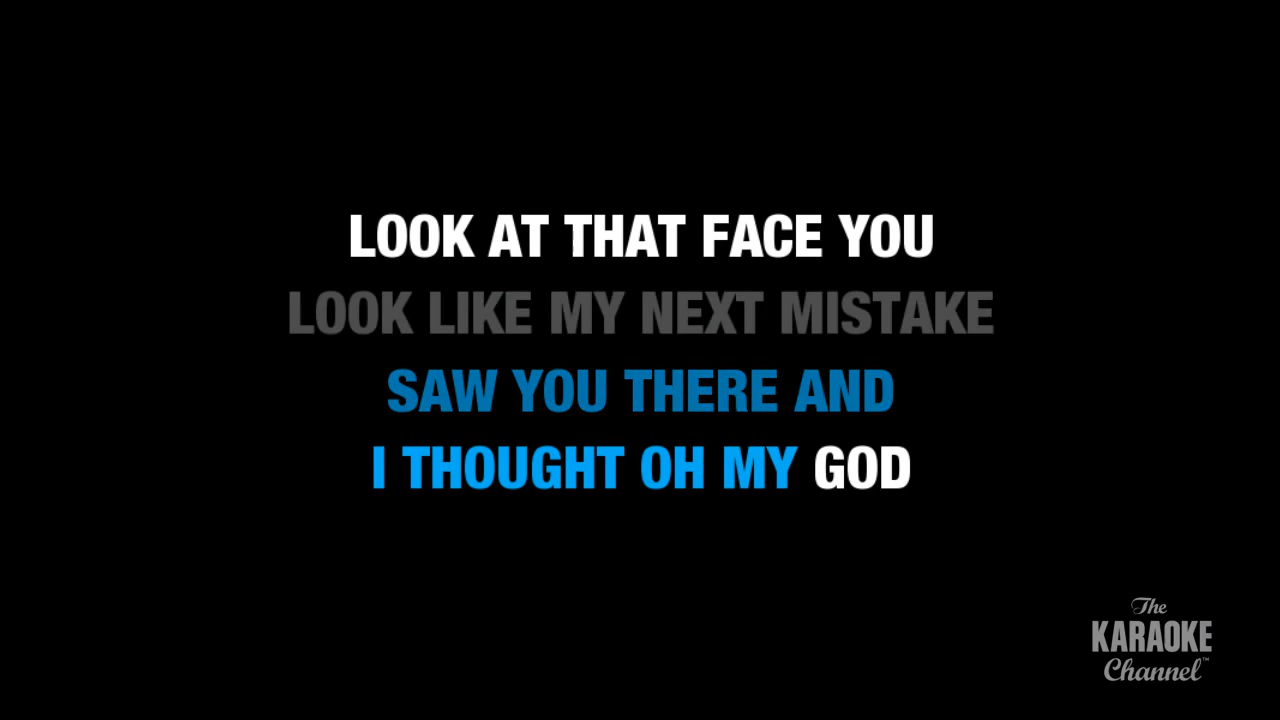 LOOK AT THAT FACE YOU
LOOK LIKE MY NEXT MISTAKE
SAW YOU THERE AND
I THOUGHT OH MY GOD
The
KARAOKE
Channel™